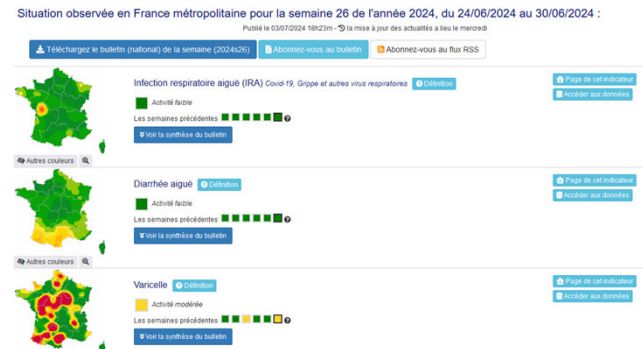 Situation observée en France métropolitaine pour la semaine 26 de l'année 2024, du 24/06/2024 au 30/06/2024 :
Publié le 03/07/2024 18h23m - la mise à jour des actualités a lieu le mercredi
Téléchargez le bulletin (national) de la semaine (2024s26) Abonnez-vous au bulletin Abonnez-vous au flux RSS
Infection respiratoire aiguë (IRA) Covid-19, Grippe et autres virus respiratoires Définition
Page de cet indicateur
Accéder aux données
Activité faible
Les semaines précédentes
Voir la synthèse du bulletin
Autres couleurs
Diarrhée aiguë Définition
Page de cet indicateur
Accéder aux données
Activité faible
Les semaines précédentes
Voir la synthèse du bulletin
Autres couleurs
Varicelle Définition
Page de cet indicateur
Accéder aux données
Activité modérée
Les semaines précédentes
Voir la synthèse du bulletin